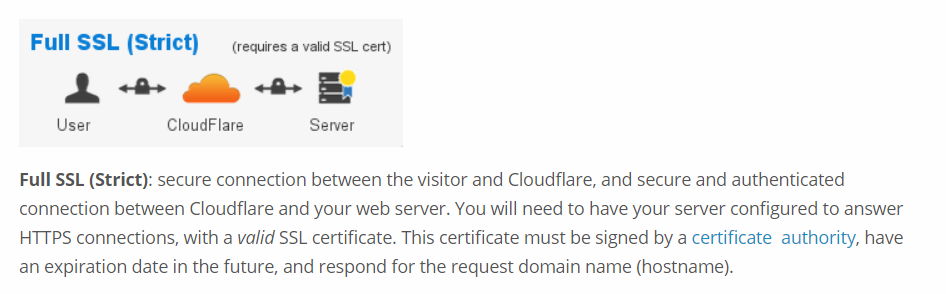 Full SSL (Strict) (requires a valid SSL cert)
User CloudFlare Server
Full SSL (Strict): secure connection between the visitor and Cloudflare, and secure and authenticated
connection between Cloudflare and your web server. You will need to have your server configured to answer
HTTPS connections, with a valid SSL certificate. This certificate must be signed by a certificate authority, have
an expiration date in the future, and respond for the request domain name (hostname).